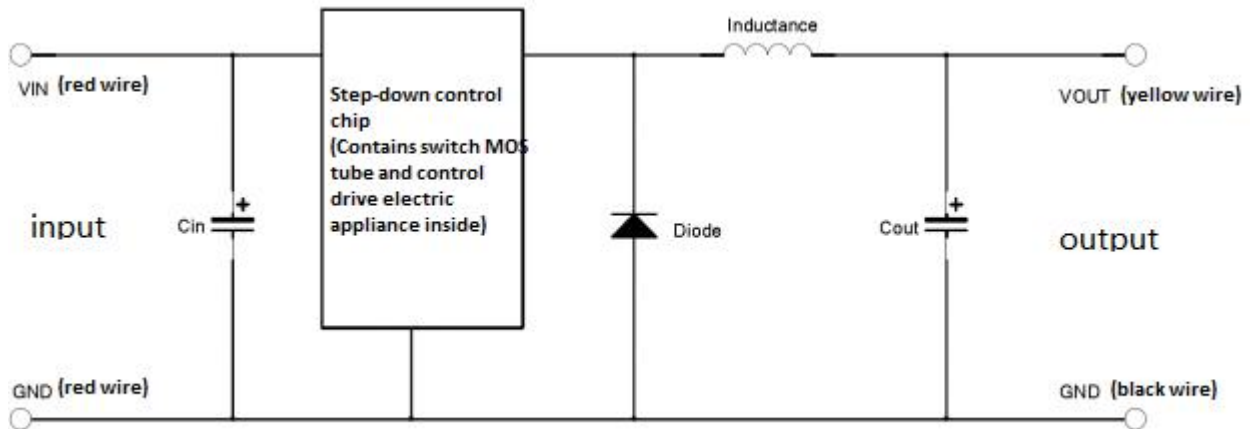 Inductance
VIN (red wire)
VOUT (yellow wire)
Step-down control
chip
(Contains switch MOS
tube and control
drive electric
appliance inside)
+
+
input
Cin
Diode
Cout
output
GND (red wire)
GND (black wire)